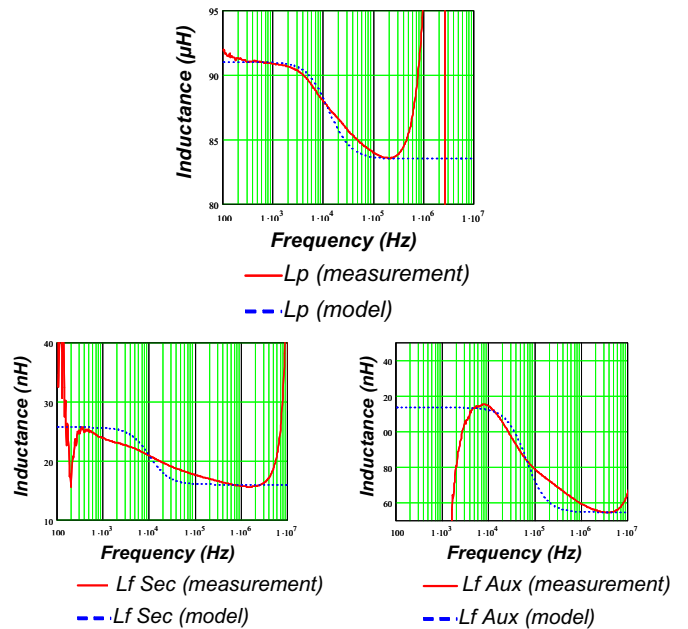 Inductance (µH)
95
90
85
80
100 1·10³ 1·10⁴ 1·10⁵ 1·10⁶ 1·10⁷
Frequency (Hz)
Lp (measurement)
Lp (model)
Inductance (nH)
40
30
20
10
100 1·10³ 1·10⁴ 1·10⁵ 1·10⁶ 1·10⁷
Frequency (Hz)
Lf Sec (measurement)
Lf Sec (model)
Inductance (nH)
40
20
00
80
60
100 1·10³ 1·10⁴ 1·10⁵ 1·10⁶ 1·10⁷
Frequency (Hz)
Lf Aux (measurement)
Lf Aux (model)